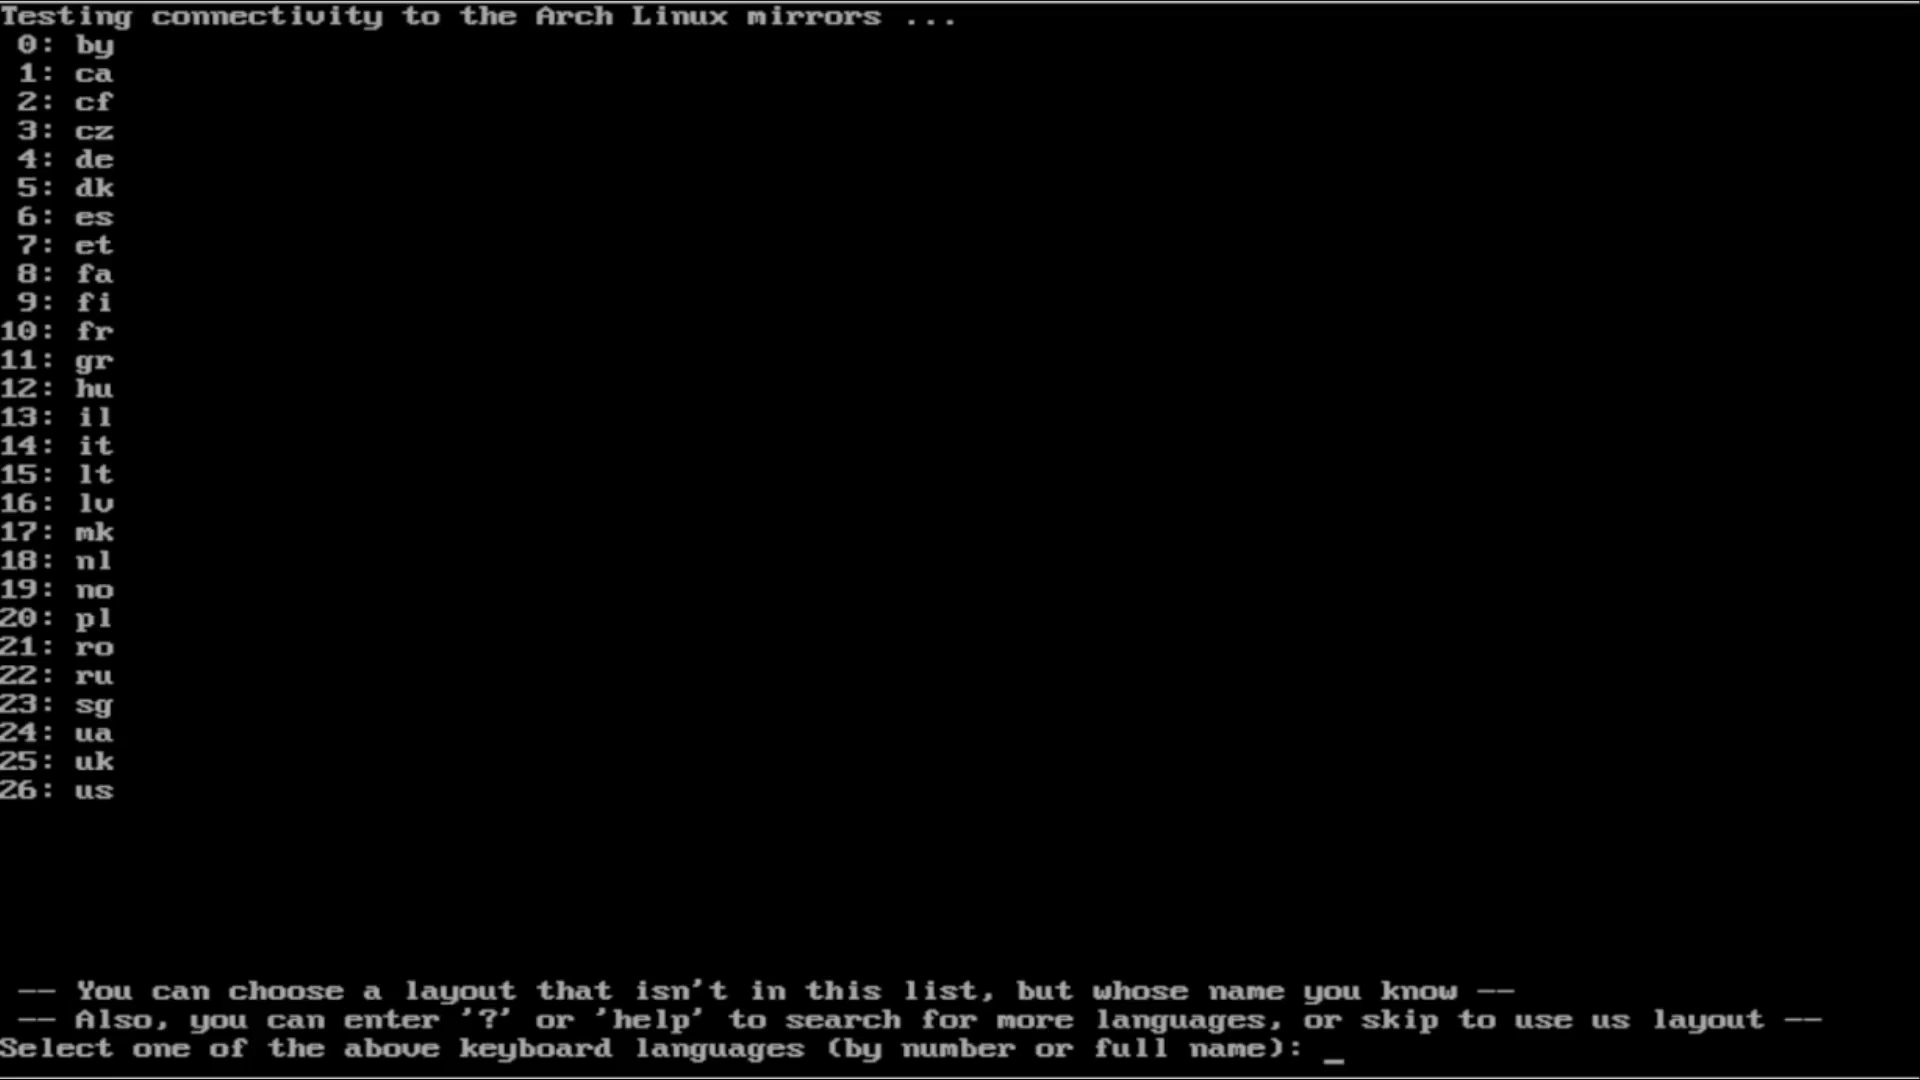 Testing connectivity to the Arch Linux mirrors ...
0: by
1: ca
2: cf
3: cz
4: de
5: dk
6: es
7: et
8: fa
9: fi
10: fr
11: gr
12: hu
13: il
14: it
15: lt
16: lv
17: mk
18: nl
19: no
20: pl
21: ro
22: ru
23: sg
24: ua
25: uk
26: us
-- You can choose a layout that isn't in this list, but whose name you know --
-- Also, you can enter '?' or 'help' to search for more languages, or skip to use us layout --
Select one of the above keyboard languages (by number or full name): _